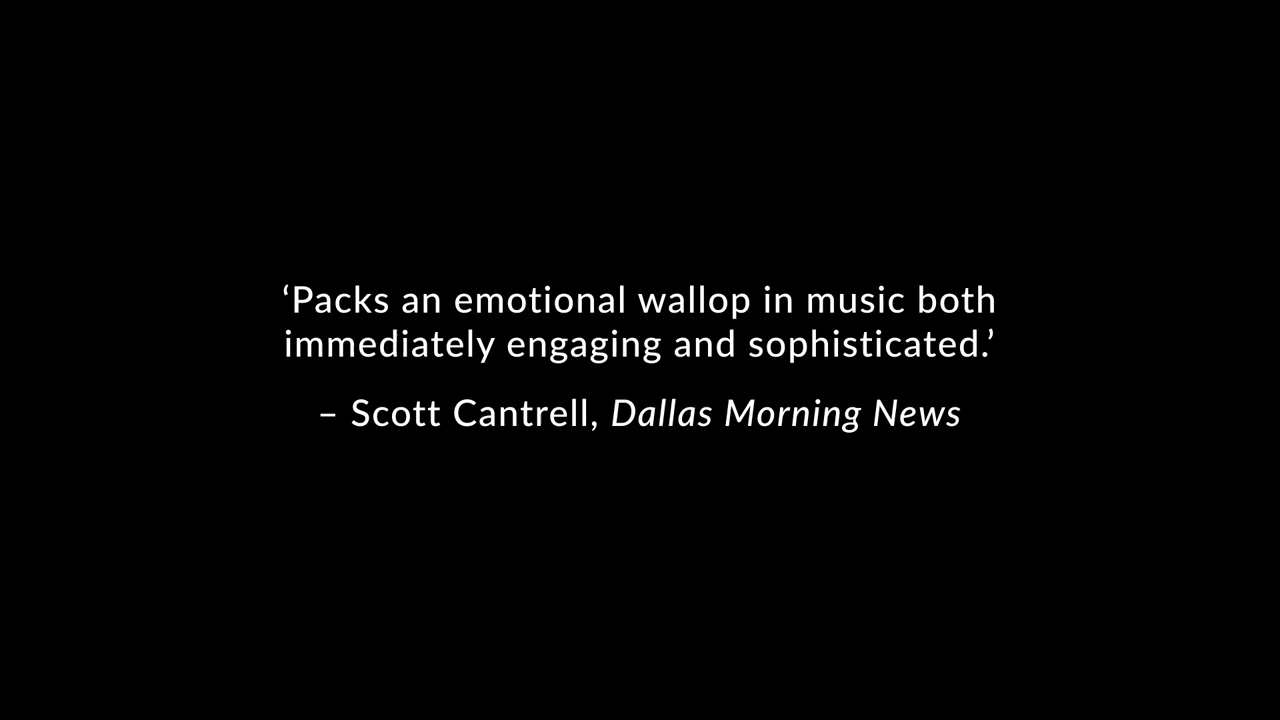 ‘Packs an emotional wallop in music both
immediately engaging and sophisticated.’
– Scott Cantrell, Dallas Morning News